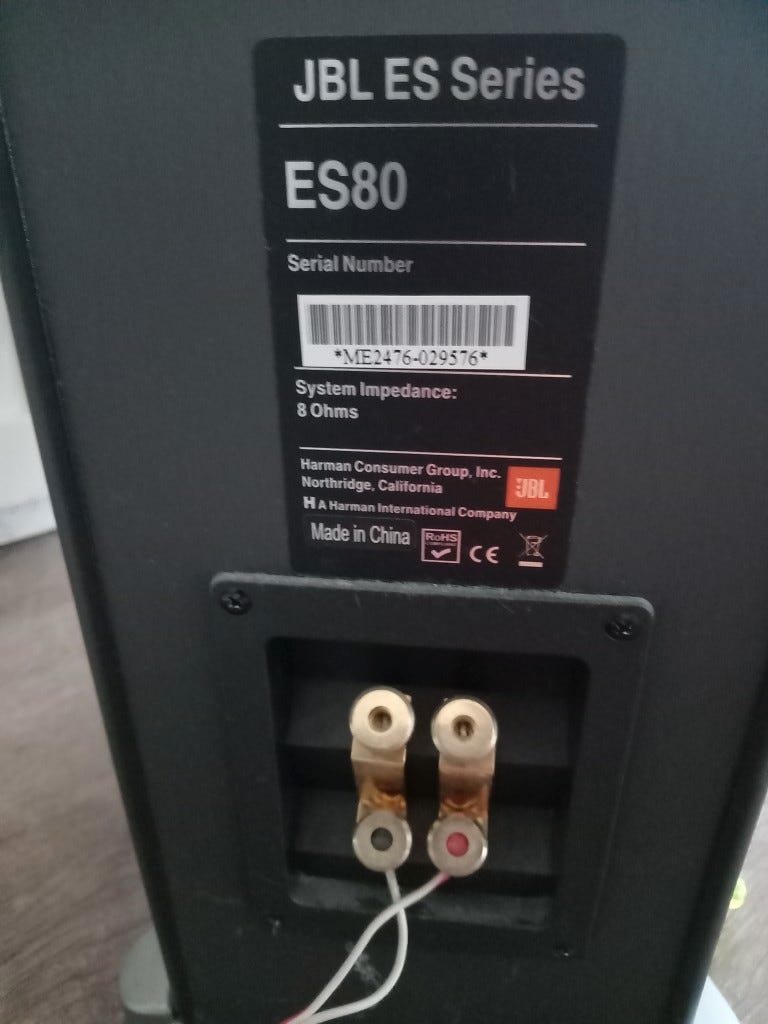 JBL ES Series
ES80
Serial Number
*ME2476-029576*
System Impedance:
8 Ohms
Harman Consumer Group, Inc.
Northridge, California
JBL
H A Harman International Company
Made in China
RoHS
CE